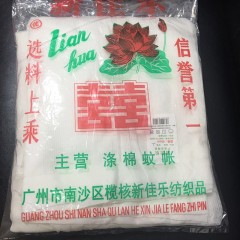 Lian
hua
选料上乘
信誉第一
囍
主营 涤棉蚊帐
广州市南沙区榄核新佳乐纺织品
GUANG ZHOU SHI NAN SHA QU LAN HE XIN JIA LE FANG ZHI PIN